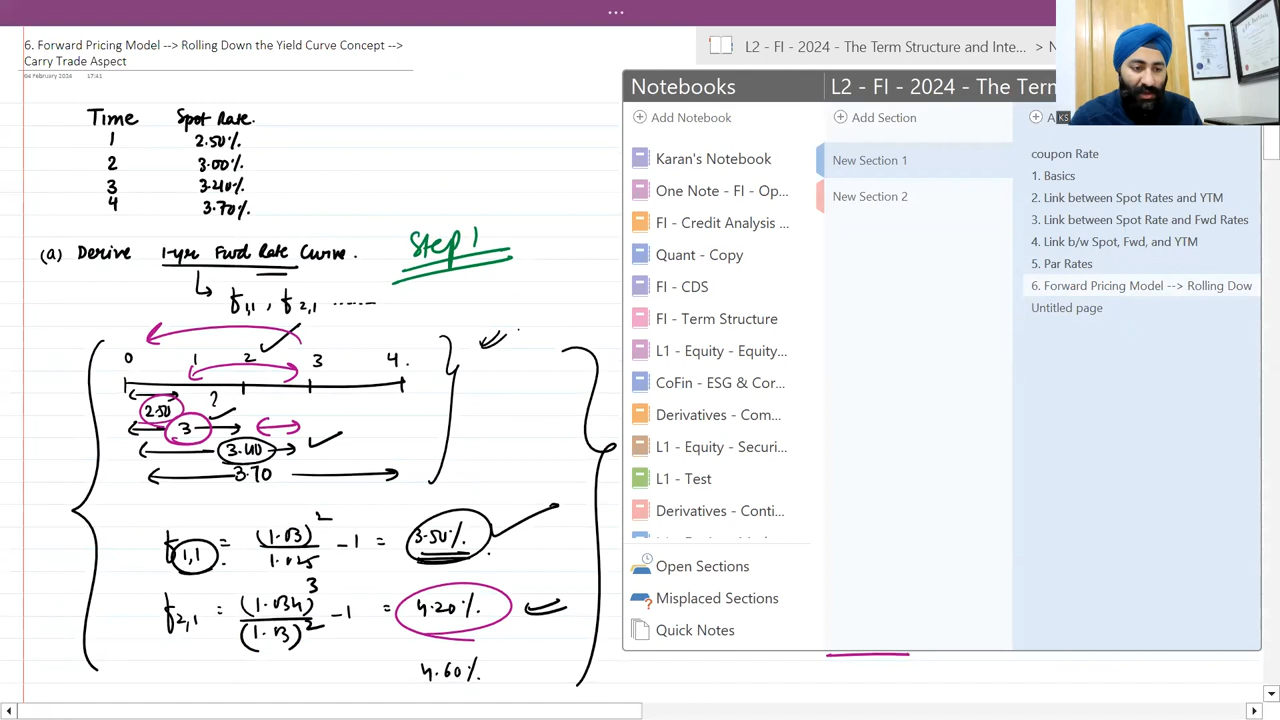 6. Forward Pricing Model --> Rolling Down the Yield Curve Concept -->
Carry Trade Aspect
04 February 2024 17:41
Time Spot Rate.
1 2.50%.
2 3.00%.
3 3.40%.
4 3.70%.
(a) Derive 1-yr Fwd Rate Curve.
Step 1
f1,1 , f2,1 .......
0 1 2 3 4.
2.50 ?
3
3.40
3.70
f1,1 = (1.03)^2 / 1.025 - 1 = 3.50%.
f2,1 = (1.034)^3 / (1.03)^2 - 1 = 4.20%.
4.60%.
L2 - FI - 2024 - The Term Structure and Inte... > N
Notebooks
Add Notebook
Karan's Notebook
One Note - FI - Op...
FI - Credit Analysis ...
Quant - Copy
FI - CDS
FI - Term Structure
L1 - Equity - Equity...
CoFin - ESG & Cor...
Derivatives - Com...
L1 - Equity - Securi...
L1 - Test
Derivatives - Conti...
Open Sections
Misplaced Sections
Quick Notes
L2 - FI - 2024 - The Term
Add Section
New Section 1
New Section 2
KS
coupon Rate
1. Basics
2. Link between Spot Rates and YTM
3. Link between Spot Rate and Fwd Rates
4. Link b/w Spot, Fwd, and YTM
5. Par Rates
6. Forward Pricing Model --> Rolling Dow
Untitled page